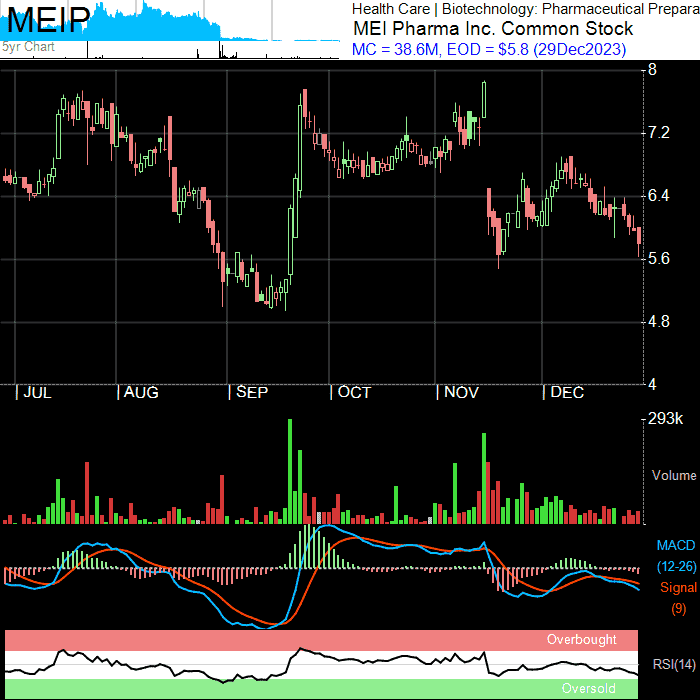 MEIP
5yr Chart
Health Care | Biotechnology: Pharmaceutical Prepara
MEI Pharma Inc. Common Stock
MC = 38.6M, EOD = $5.8 (29Dec2023)
8
7.2
6.4
5.6
4.8
4
| JUL | AUG | SEP | OCT | NOV | DEC
293k
Volume
MACD
(12-26)
Signal
(9)
Overbought
RSI(14)
Oversold